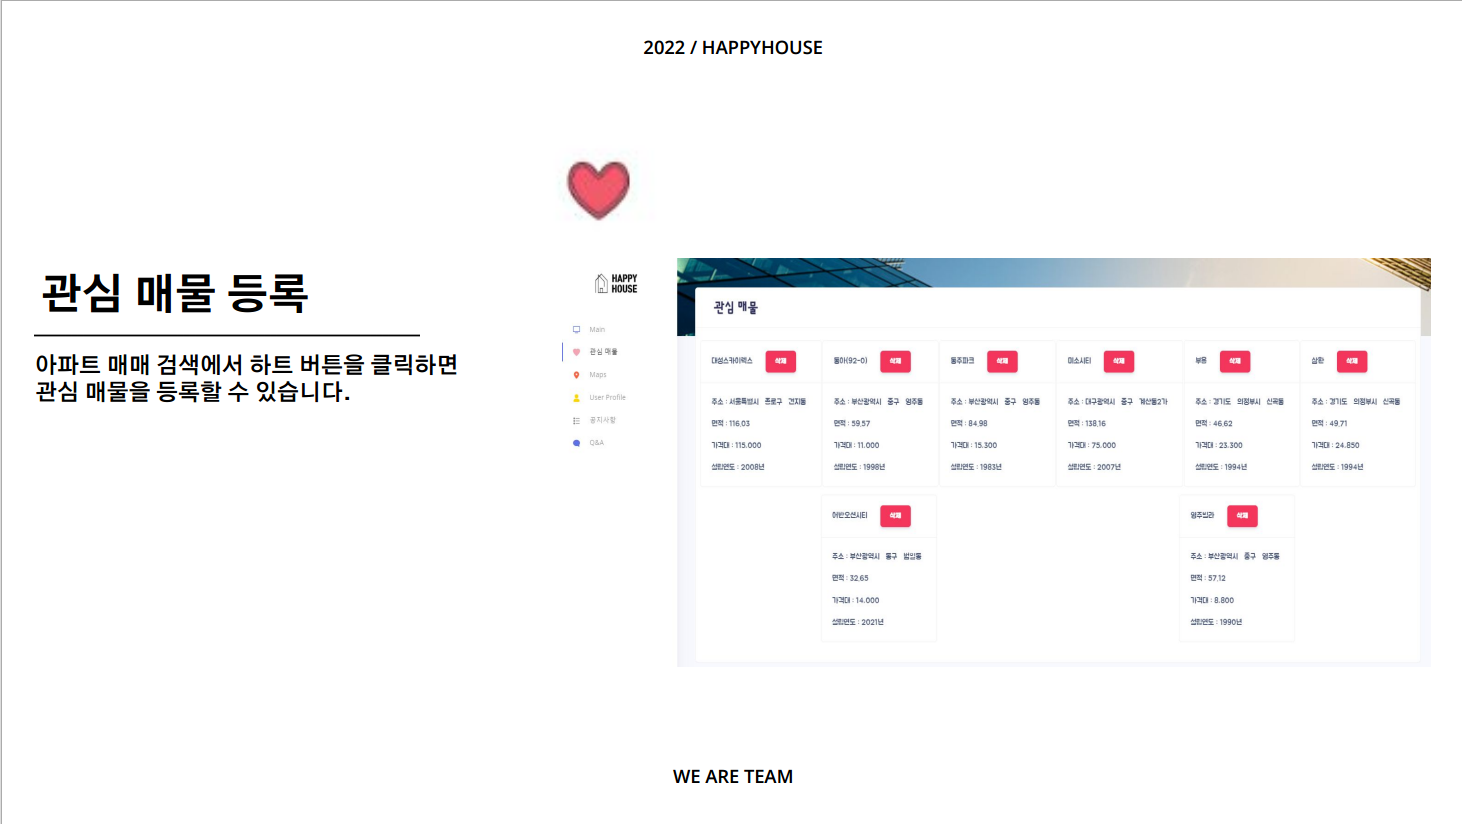 2022 / HAPPYHOUSE
관심 매물 등록
아파트 매매 검색에서 하트 버튼을 클릭하면
관심 매물을 등록할 수 있습니다.
HAPPY
HOUSE
Main
관심 매물
Maps
User Profile
공지사항
Q&A
관심 매물
대성스카이렉스 삭제
주소 : 서울특별시 종로구 견지동
면적 : 116.03
가격대 : 115,000
설립연도 : 2008년
동아(92-0) 삭제
주소 : 부산광역시 중구 영주동
면적 : 59.57
가격대 : 11,000
설립연도 : 1998년
동주파크 삭제
주소 : 부산광역시 중구 영주동
면적 : 84.98
가격대 : 15,300
설립연도 : 1983년
미소시티 삭제
주소 : 대구광역시 중구 계산동2가
면적 : 138.16
가격대 : 75,000
설립연도 : 2007년
부용 삭제
주소 : 경기도 의정부시 신곡동
면적 : 46.62
가격대 : 23,300
설립연도 : 1994년
삼환 삭제
주소 : 경기도 의정부시 신곡동
면적 : 49.71
가격대 : 24,850
설립연도 : 1994년
어반오션시티 삭제
주소 : 부산광역시 동구 범일동
면적 : 32.65
가격대 : 14,000
설립연도 : 2021년
영주빌라 삭제
주소 : 부산광역시 중구 영주동
면적 : 57.12
가격대 : 8,800
설립연도 : 1990년
WE ARE TEAM